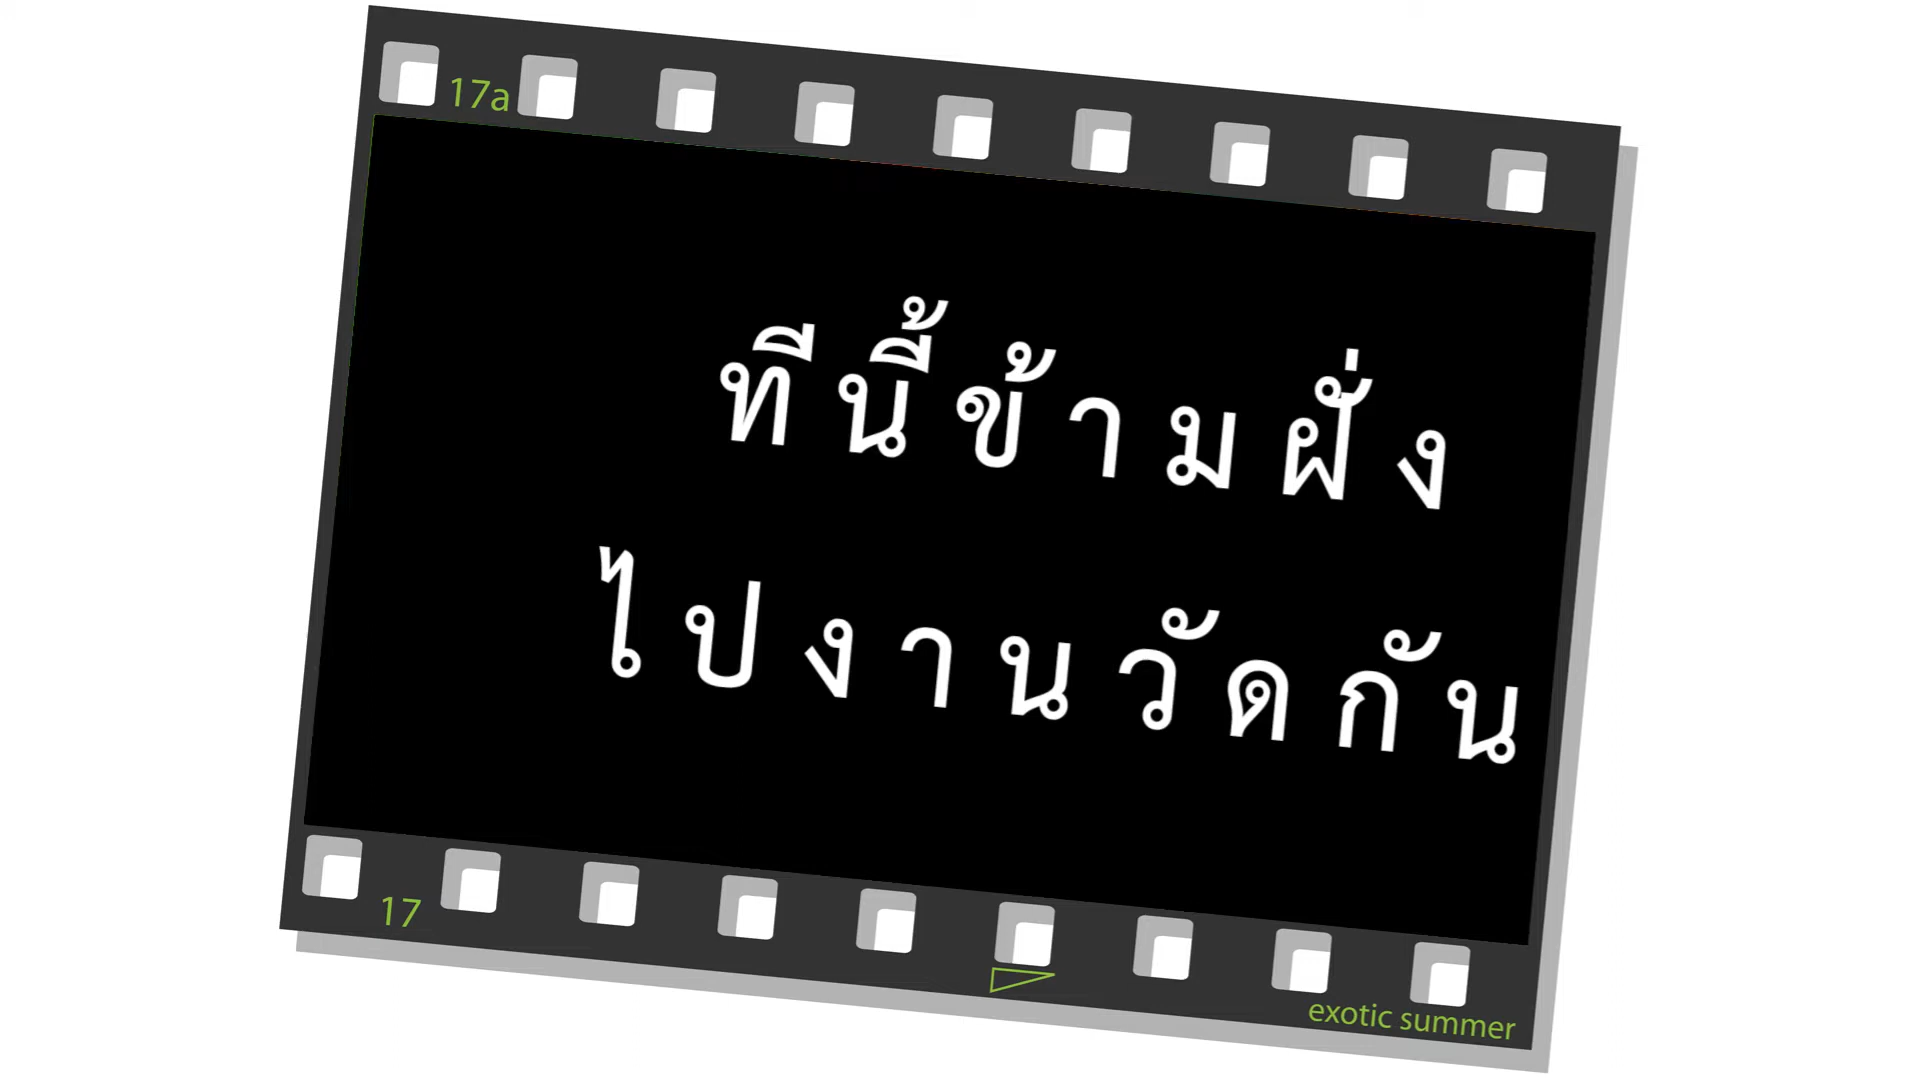 17a
ทีนี้ข้ามฝั่ง
ไปงานวัดกัน
17
exotic summer